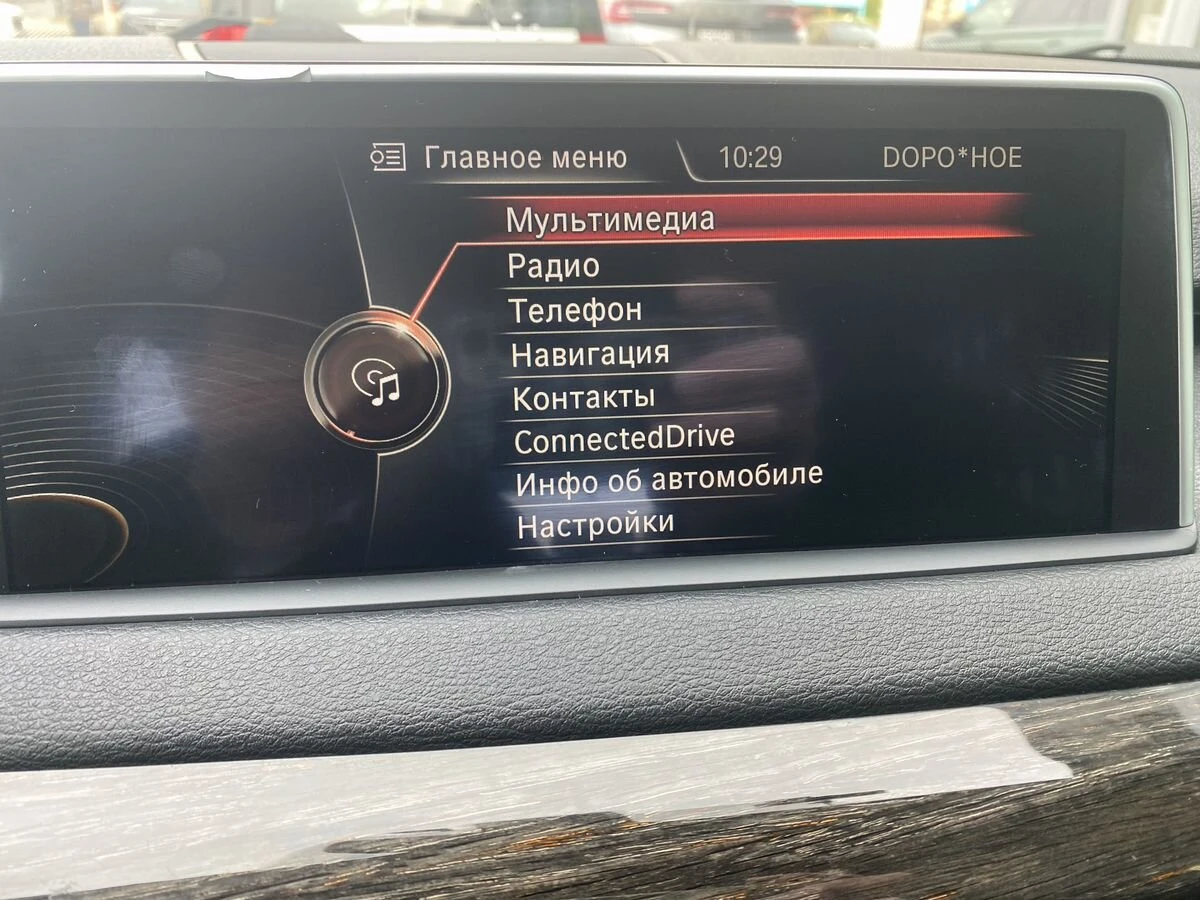 Главное меню
10:29
DOPO*HOE
Мультимедиа
Радио
Телефон
Навигация
Контакты
ConnectedDrive
Инфо об автомобиле
Настройки